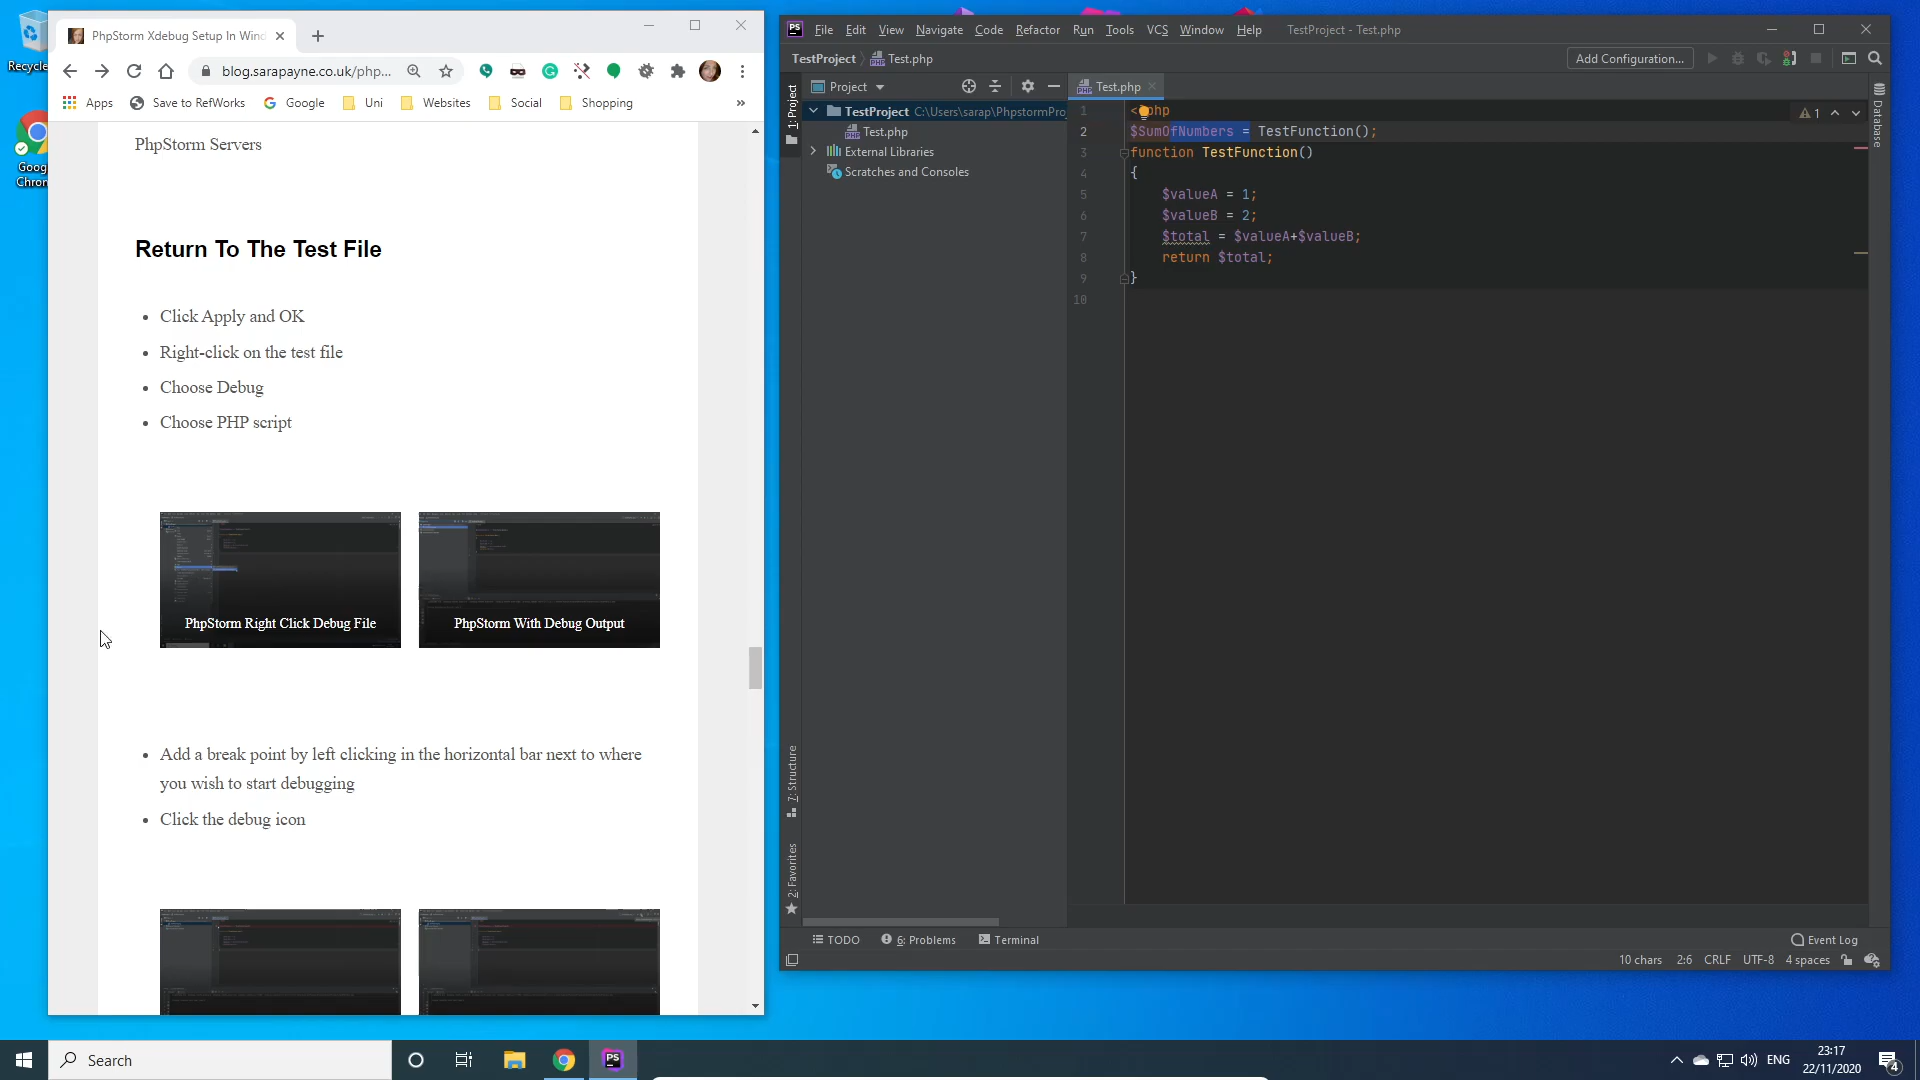 Recycle
Goog
Chrom
PhpStorm Xdebug Setup In Wind
blog.sarapayne.co.uk/php...
Apps
Save to RefWorks
Google
Uni
Websites
Social
Shopping
»
PhpStorm Servers
Return To The Test File
Click Apply and OK
Right-click on the test file
Choose Debug
Choose PHP script
PhpStorm Right Click Debug File
PhpStorm With Debug Output
Add a break point by left clicking in the horizontal bar next to where
you wish to start debugging
Click the debug icon
PS File Edit View Navigate Code Refactor Run Tools VCS Window Help TestProject - Test.php
TestProject Test.php
Add Configuration...
Project
Test.php
1: Project
TestProject C:\Users\sarap\PhpstormPro
Test.php
External Libraries
Scratches and Consoles
1 <?php
2 $SumOfNumbers = TestFunction();
3 function TestFunction()
4 {
5 $valueA = 1;
6 $valueB = 2;
7 $total = $valueA+$valueB;
8 return $total;
9 }
10
1
Database
7: Structure
2: Favorites
TODO
6: Problems
Terminal
Event Log
10 chars 2:6 CRLF UTF-8 4 spaces
Search
PS
ENG
23:17
22/11/2020
4